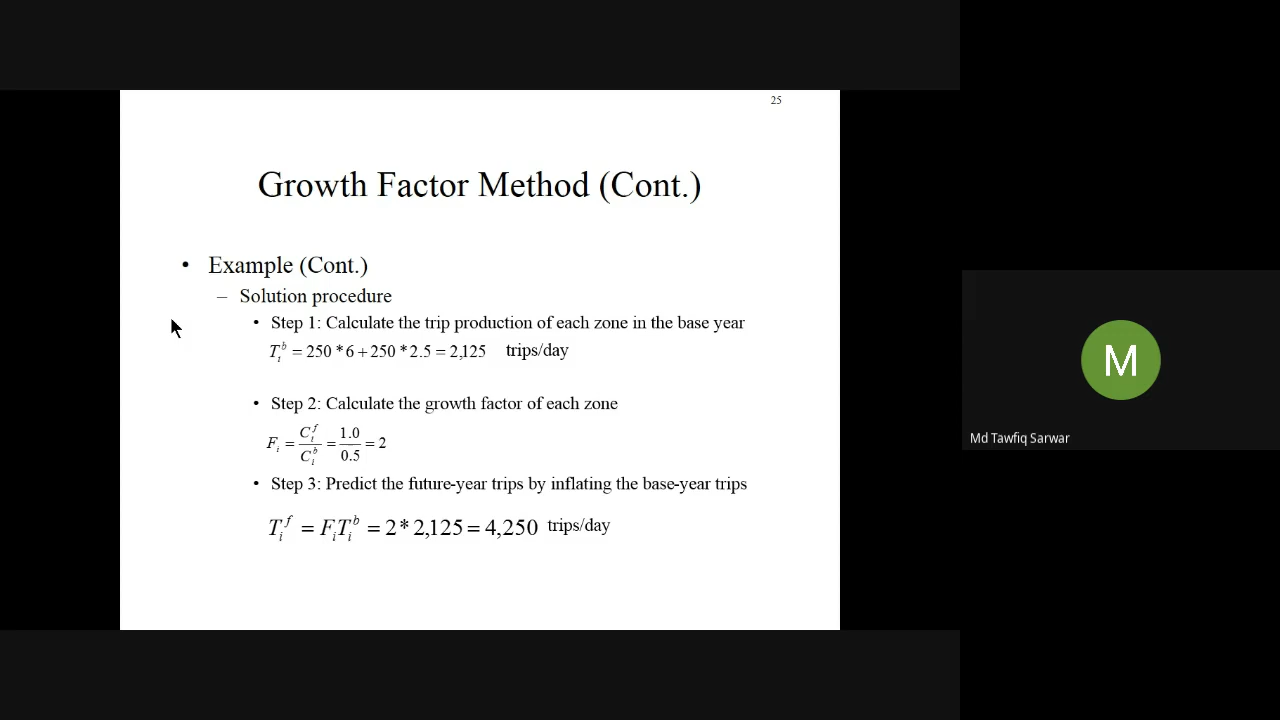 25
Growth Factor Method (Cont.)
• Example (Cont.)
– Solution procedure
• Step 1: Calculate the trip production of each zone in the base year
T_i^b = 250 * 6 + 250 * 2.5 = 2,125 trips/day
• Step 2: Calculate the growth factor of each zone
F_i = C_i^f / C_i^b = 1.0 / 0.5 = 2
• Step 3: Predict the future-year trips by inflating the base-year trips
T_i^f = F_i T_i^b = 2 * 2,125 = 4,250 trips/day
M
Md Tawfiq Sarwar